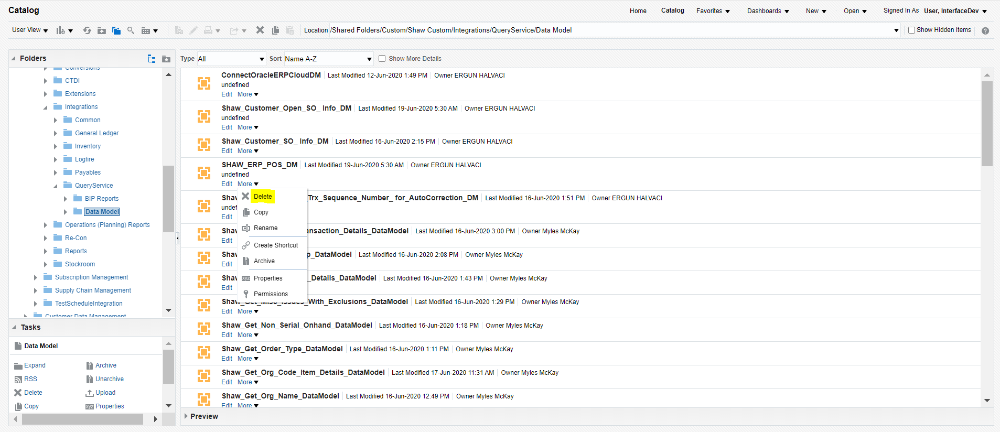 Catalog
Home Catalog Favorites Dashboards New Open Signed In As User, InterfaceDev
User View Location /Shared Folders/Custom/Shaw Custom/Integrations/QueryService/Data Model Show Hidden Items
Folders
Conversions
CTDI
Extensions
Integrations
Common
General Ledger
Inventory
Logfire
Payables
QueryService
BIP Reports
Data Model
Operations (Planning) Reports
Re-Con
Reports
Stockroom
Subscription Management
Supply Chain Management
TestScheduleIntegration
Customer Data Management
Tasks
Data Model
Expand Archive
RSS Unarchive
Delete Upload
Copy Properties
Type All Sort Name A-Z Show More Details
ConnectOracleERPCloudDM Last Modified 12-Jun-2020 1:49 PM Owner ERGUN HALVACI
undefined
Edit More
Shaw_Customer_Open_SO_ Info_DM Last Modified 19-Jun-2020 5:30 AM Owner ERGUN HALVACI
undefined
Edit More
Shaw_Customer_SO_ Info_DM Last Modified 16-Jun-2020 2:15 PM Owner ERGUN HALVACI
Edit More
SHAW_ERP_POS_DM Last Modified 19-Jun-2020 5:30 AM Owner ERGUN HALVACI
undefined
Edit More
Delete
Copy
Rename
Create Shortcut
Archive
Properties
Permissions
_Trx_Sequence_Number_ for_AutoCorrection_DM Last Modified 16-Jun-2020 1:51 PM Owner ERGUN HALVACI
Edit
ansaction_Details_DataModel Last Modified 16-Jun-2020 3:00 PM Owner Myles McKay
Edit
p_DataModel Last Modified 16-Jun-2020 2:08 PM Owner Myles McKay
Edit
_Details_DataModel Last Modified 16-Jun-2020 1:43 PM Owner Myles McKay
Edit
Shaw_Get_Misc_Issues_With_Exclusions_DataModel Last Modified 16-Jun-2020 1:29 PM Owner Myles McKay
Edit More
Shaw_Get_Non_Serial_Onhand_DataModel Last Modified 16-Jun-2020 1:18 PM Owner Myles McKay
Edit More
Shaw_Get_Order_Type_DataModel Last Modified 16-Jun-2020 1:11 PM Owner Myles McKay
Edit More
Shaw_Get_Org_Code_Item_Details_DataModel Last Modified 17-Jun-2020 11:31 AM Owner Myles McKay
Edit More
Shaw_Get_Org_Name_DataModel Last Modified 16-Jun-2020 12:49 PM Owner Myles McKay
Edit More
Preview